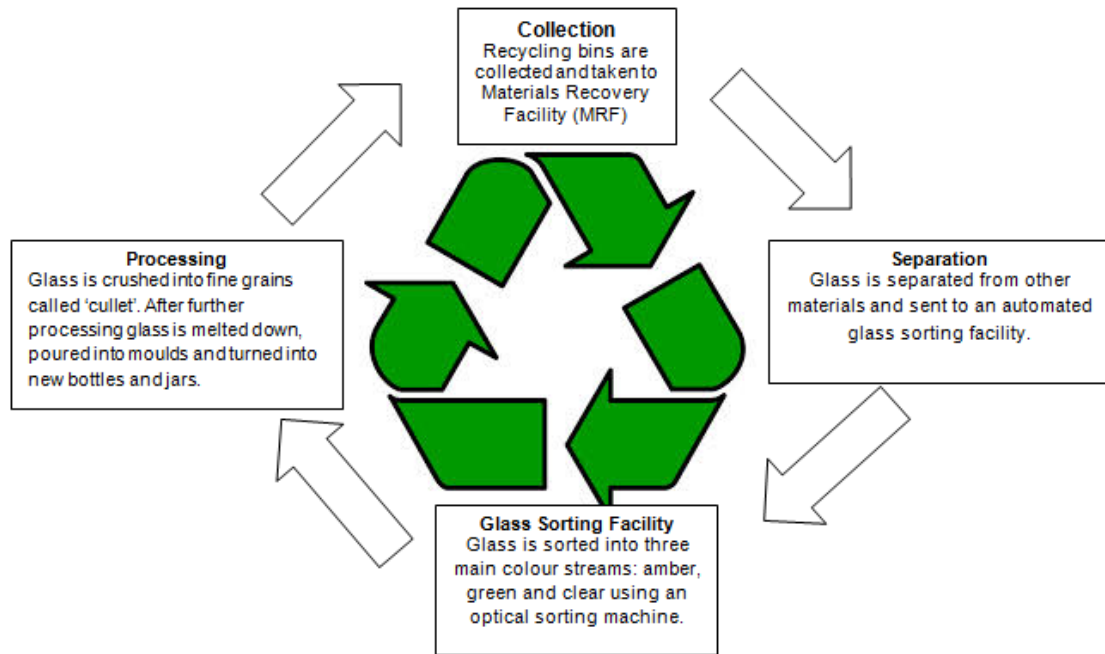 Collection
Recycling bins are
collected and taken to
Materials Recovery
Facility (MRF)
Separation
Glass is separated from other
materials and sent to an automated
glass sorting facility.
Glass Sorting Facility
Glass is sorted into three
main colour streams: amber,
green and clear using an
optical sorting machine.
Processing
Glass is crushed into fine grains
called ‘cullet’. After further
processing glass is melted down,
poured into moulds and turned into
new bottles and jars.